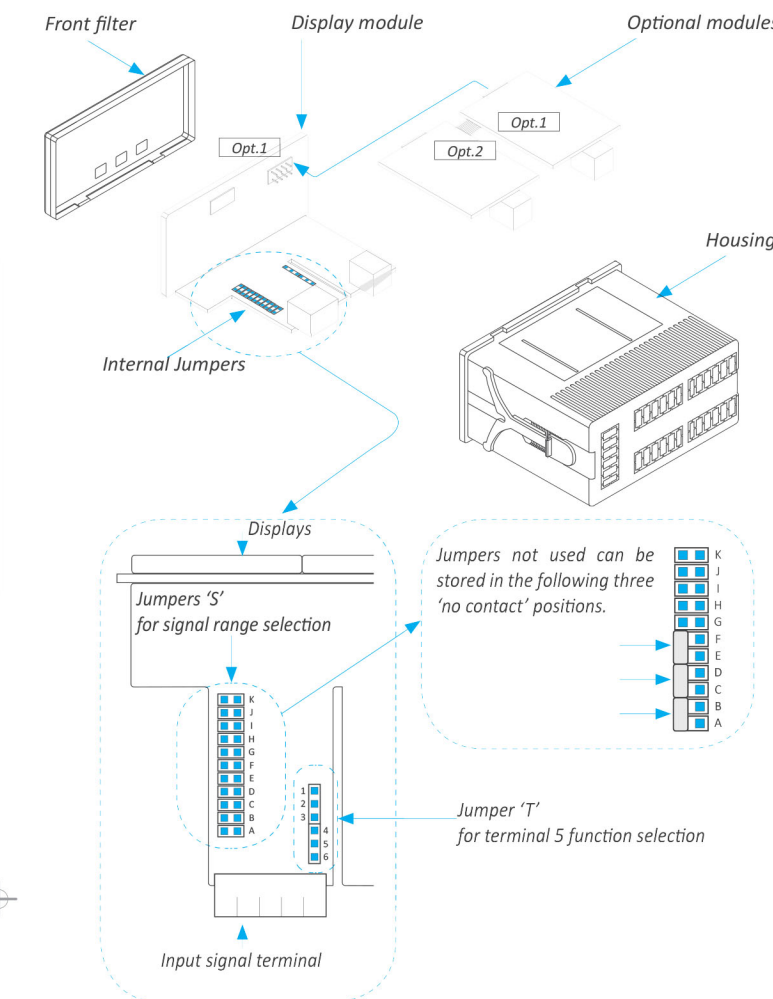 Front filter
Display module
Optional modules
Opt.1
Opt.1
Opt.2
Housing
Internal Jumpers
Displays
Jumpers ‘S’
for signal range selection
K
J
I
H
G
F
E
D
C
B
A
1
2
3
4
5
6
Jumpers not used can be
stored in the following three
‘no contact’ positions.
K
J
I
H
G
F
E
D
C
B
A
Jumper ‘T’
for terminal 5 function selection
Input signal terminal